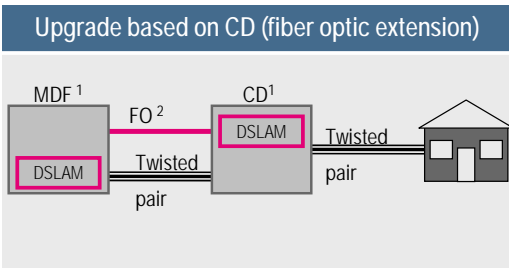 Upgrade based on CD (fiber optic extension)
MDF ¹
FO ²
CD¹
DSLAM
Twisted
pair
DSLAM
Twisted
pair